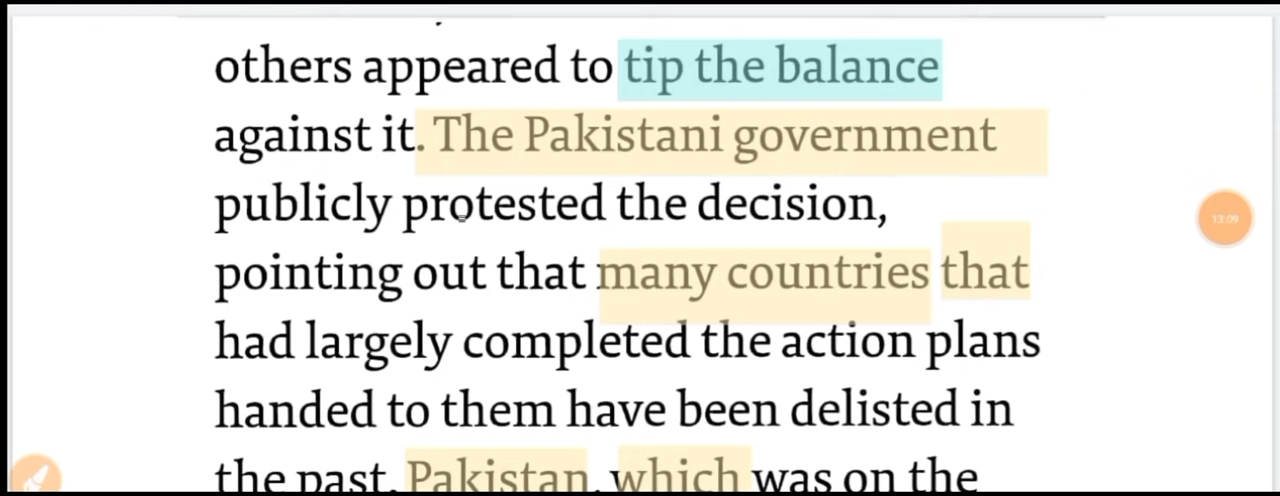 others appeared to tip the balance
against it. The Pakistani government
publicly protested the decision,
pointing out that many countries that
had largely completed the action plans
handed to them have been delisted in
the past. Pakistan, which was on the
13:09